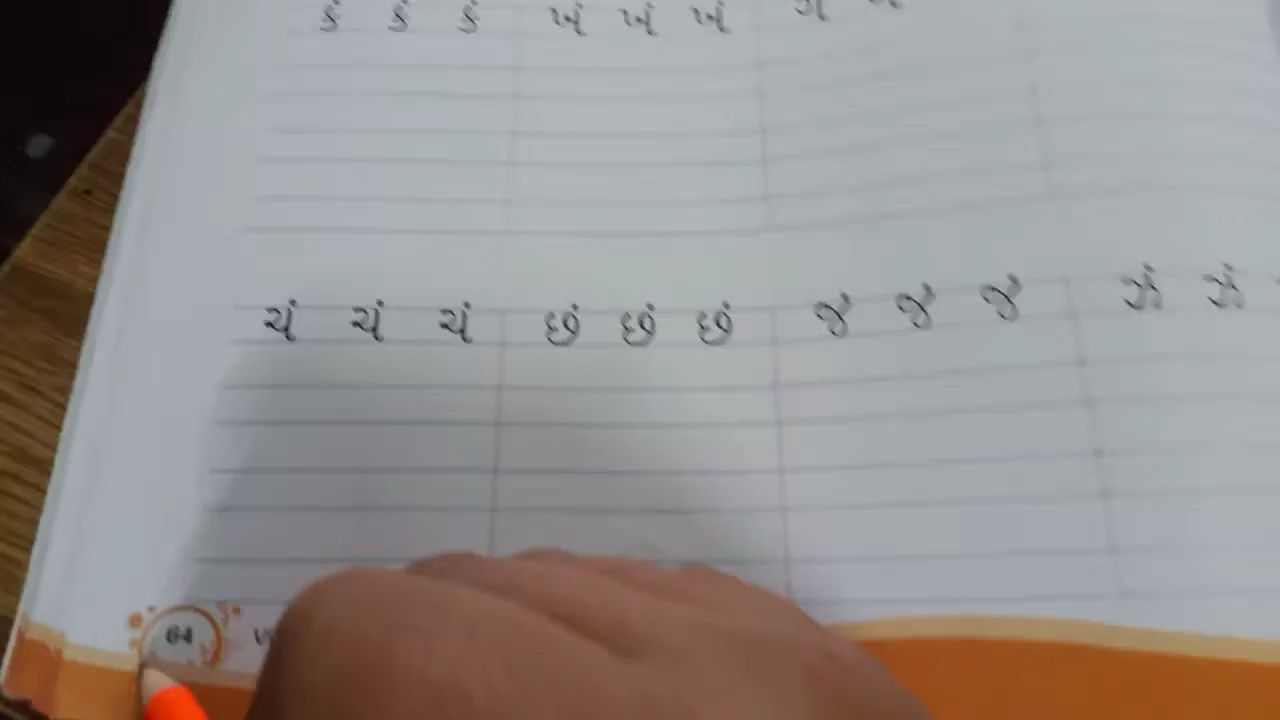 કં કં કં ખં ખં ખં
ચં ચં ચં છં છં છં જં જં જં ઝં ઝં
64